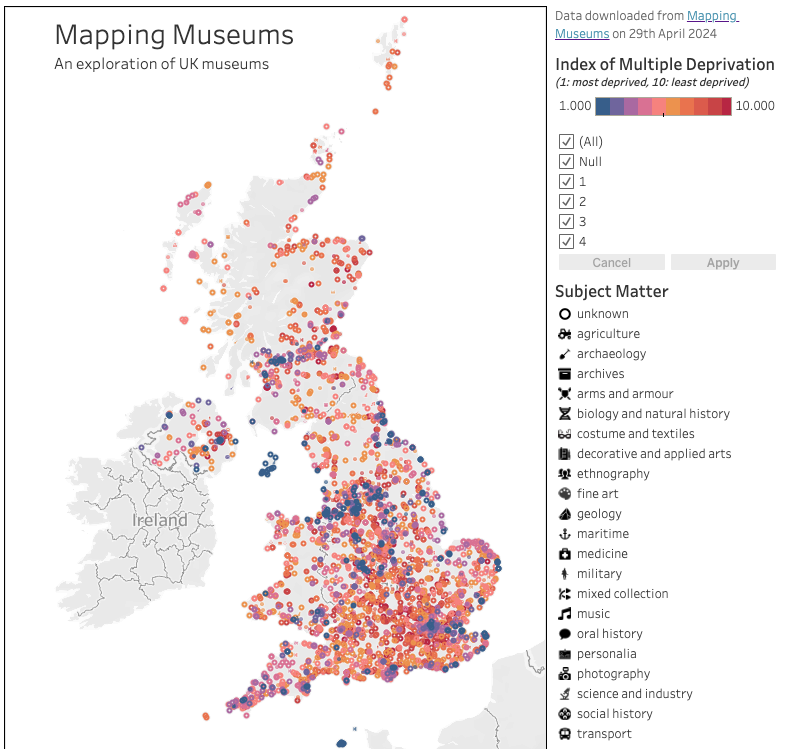 Mapping Museums
An exploration of UK museums
Ireland
Data downloaded from Mapping
Museums on 29th April 2024
Index of Multiple Deprivation
(1: most deprived, 10: least deprived)
1.000 10.000
(All)
Null
1
2
3
4
Cancel Apply
Subject Matter
unknown
agriculture
archaeology
archives
arms and armour
biology and natural history
costume and textiles
decorative and applied arts
ethnography
fine art
geology
maritime
medicine
military
mixed collection
music
oral history
personalia
photography
science and industry
social history
transport